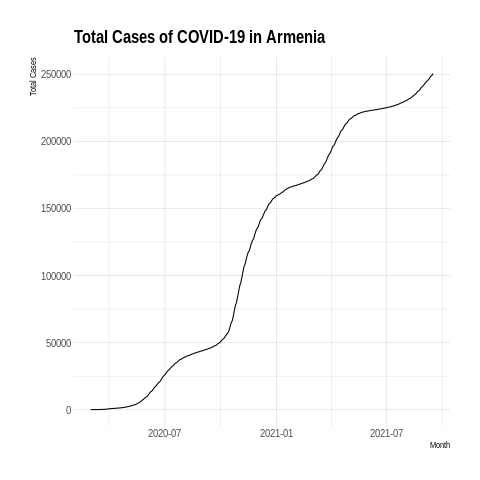 Total Cases of COVID-19 in Armenia
Total Cases
250000
200000
150000
100000
50000
0
2020-07 2021-01 2021-07
Month